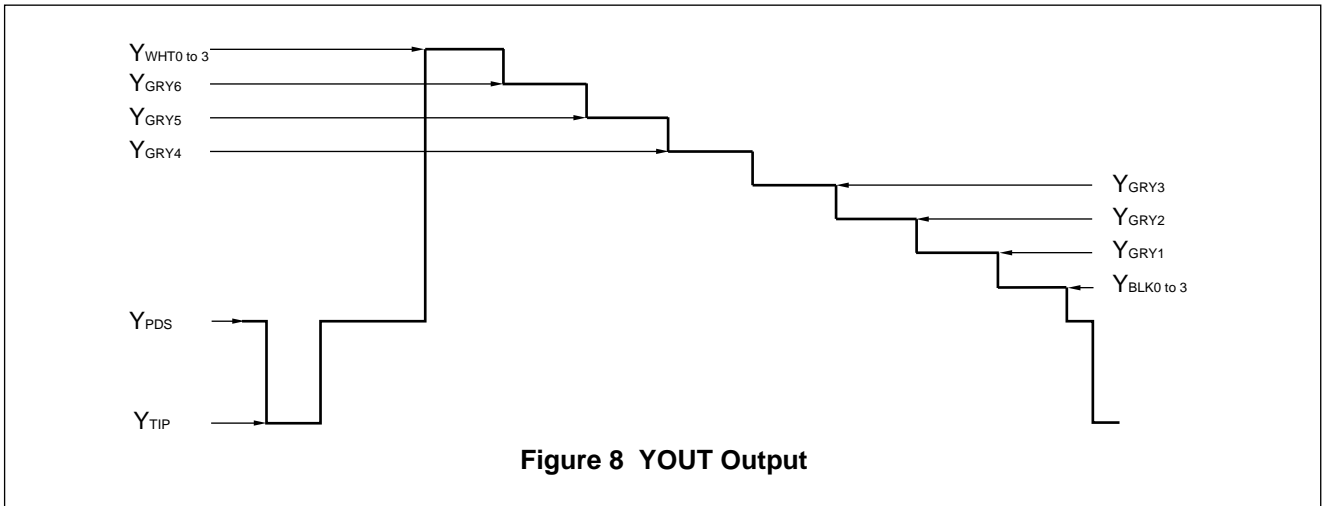 YWHT0 to 3
YGRY6
YGRY5
YGRY4
YGRY3
YGRY2
YGRY1
YBLK0 to 3
YPDS
YTIP
Figure 8 YOUT Output